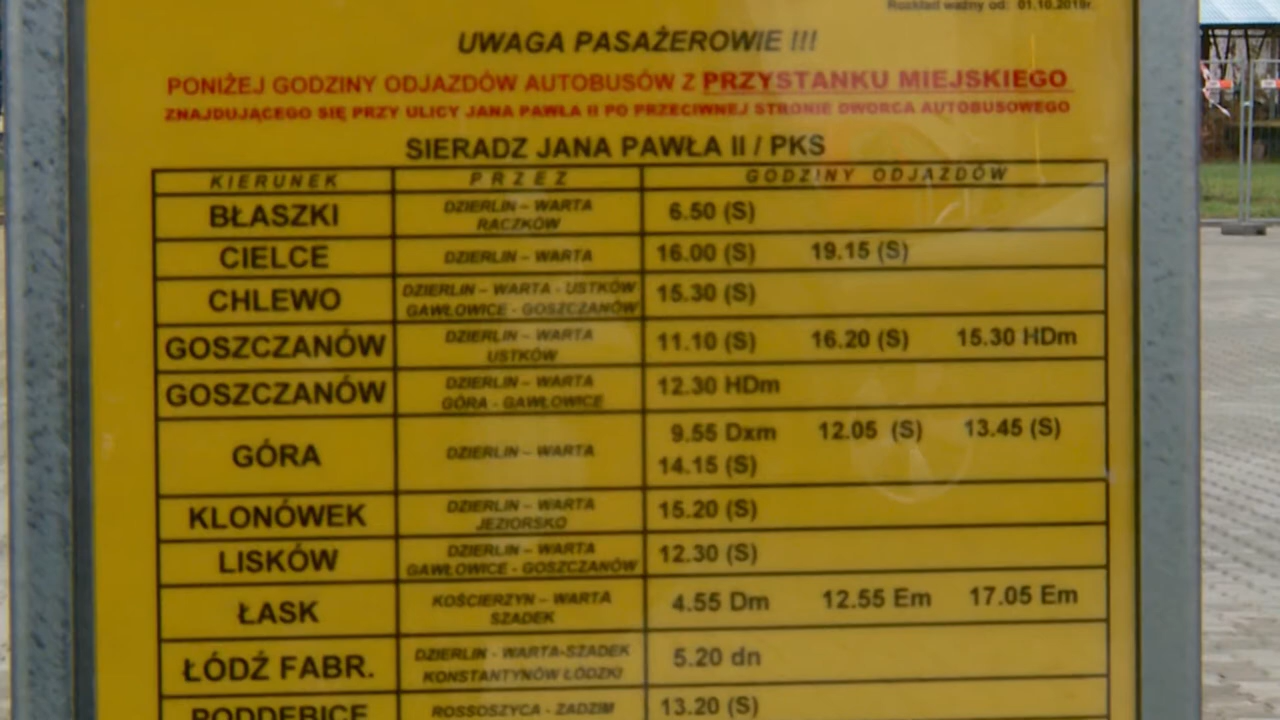 Rozkład ważny od: 01.10.2019r.
UWAGA PASAŻEROWIE !!!
PONIŻEJ GODZINY ODJAZDÓW AUTOBUSÓW Z PRZYSTANKU MIEJSKIEGO
ZNAJDUJĄCEGO SIĘ PRZY ULICY JANA PAWŁA II PO PRZECIWNEJ STRONIE DWORCA AUTOBUSOWEGO
SIERADZ JANA PAWŁA II / PKS
KIERUNEK PRZEZ GODZINY ODJAZDÓW
BŁASZKI DZIERLIN – WARTA RACZKÓW 6.50 (S)
CIELCE DZIERLIN – WARTA 16.00 (S) 19.15 (S)
CHLEWO DZIERLIN – WARTA - USTKÓW GAWŁOWICE - GOSZCZANÓW 15.30 (S)
GOSZCZANÓW DZIERLIN – WARTA USTKÓW 11.10 (S) 16.20 (S) 15.30 HDm
GOSZCZANÓW DZIERLIN – WARTA GÓRA - GAWŁOWICE 12.30 HDm
GÓRA DZIERLIN – WARTA 9.55 Dxm 12.05 (S) 13.45 (S)
14.15 (S)
KLONÓWEK DZIERLIN – WARTA JEZIORSKO 15.20 (S)
LISKÓW DZIERLIN – WARTA GAWŁOWICE - GOSZCZANÓW 12.30 (S)
ŁASK KOŚCIERZYN – WARTA SZADEK 4.55 Dm 12.55 Em 17.05 Em
ŁÓDŹ FABR. DZIERLIN - WARTA-SZADEK KONSTANTYNÓW ŁÓDZKI 5.20 dn
PODDĘBICE ROSSOSZYCA - ZADZIM 13.20 (S)